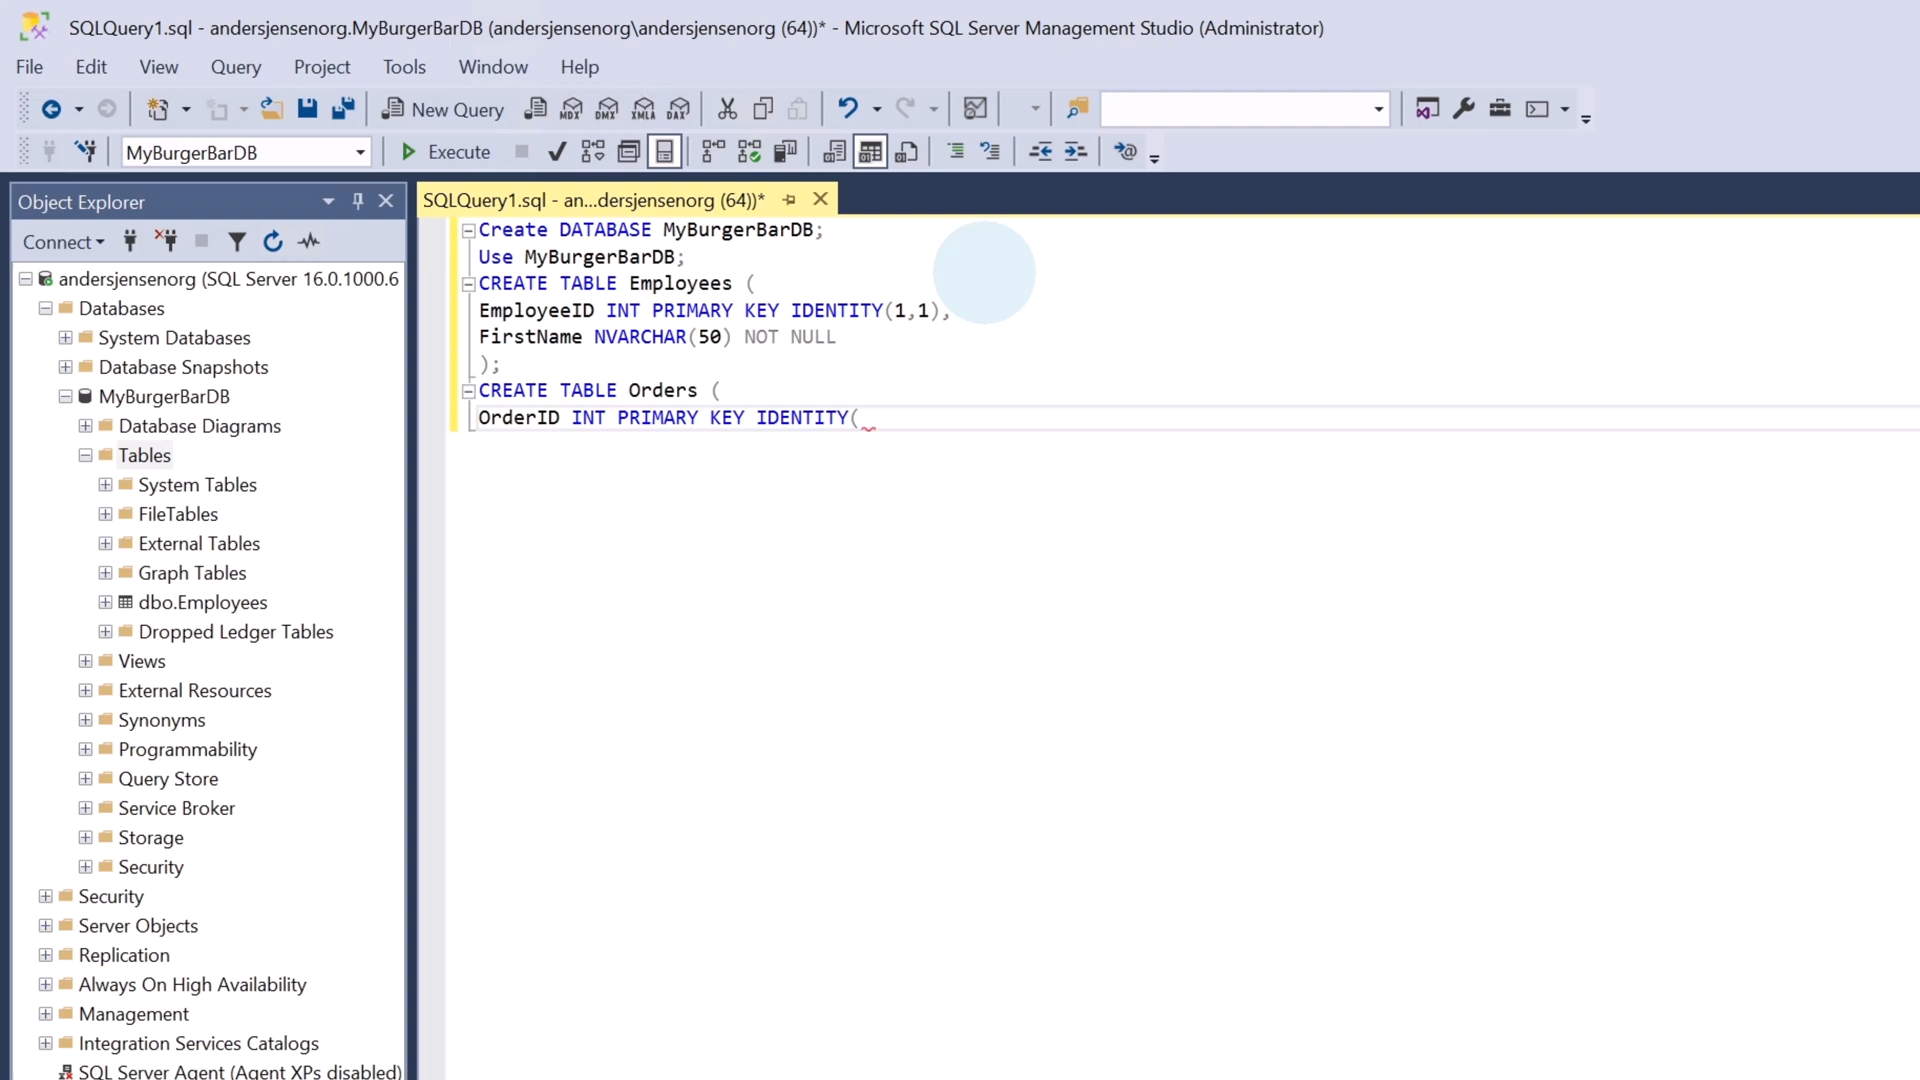 SQLQuery1.sql - andersjensenorg.MyBurgerBarDB (andersjensenorg\andersjensenorg (64))* - Microsoft SQL Server Management Studio (Administrator)
File Edit View Query Project Tools Window Help
New Query MDX DMX XMLA DAX
MyBurgerBarDB Execute
Object Explorer
SQLQuery1.sql - an...dersjensenorg (64))*
Connect
andersjensenorg (SQL Server 16.0.1000.6
Databases
System Databases
Database Snapshots
MyBurgerBarDB
Database Diagrams
Tables
System Tables
FileTables
External Tables
Graph Tables
dbo.Employees
Dropped Ledger Tables
Views
External Resources
Synonyms
Programmability
Query Store
Service Broker
Storage
Security
Security
Server Objects
Replication
Always On High Availability
Management
Integration Services Catalogs
SQL Server Agent (Agent XPs disabled)
Create DATABASE MyBurgerBarDB;
Use MyBurgerBarDB;
CREATE TABLE Employees (
EmployeeID INT PRIMARY KEY IDENTITY(1,1),
FirstName NVARCHAR(50) NOT NULL
);
CREATE TABLE Orders (
OrderID INT PRIMARY KEY IDENTITY(